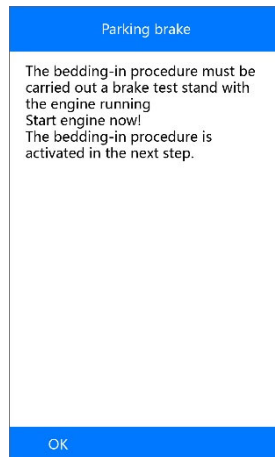 Parking brake
The bedding-in procedure must be
carried out a brake test stand with
the engine running
Start engine now!
The bedding-in procedure is
activated in the next step.
OK